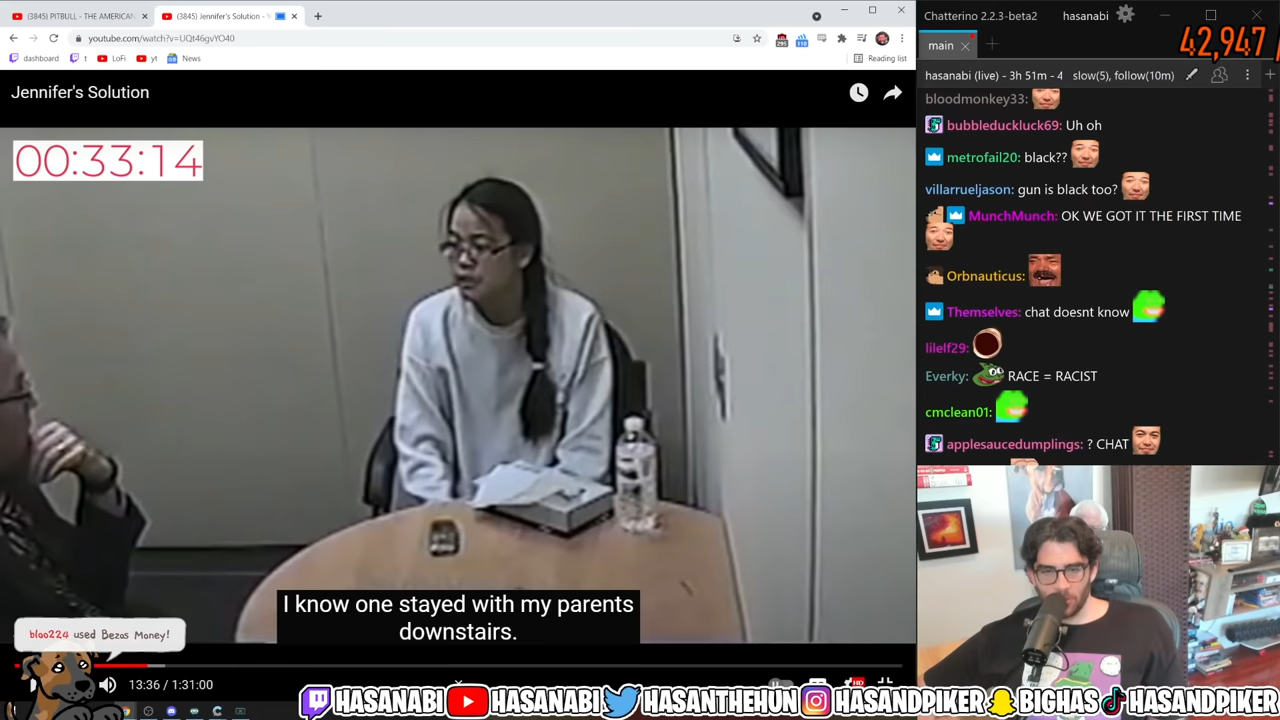 (3845) PITBULL - THE AMERICAN
(3845) Jennifer's Solution -
youtube.com/watch?v=UQt46gvYO40
dashboard
t
LoFi
yt
News
Reading list
Jennifer's Solution
00:33:14
I know one stayed with my parents
downstairs.
bloo224 used Bezos Money!
13:36 / 1:31:00
HD
Chatterino 2.2.3-beta2
hasanabi
42,947
main
hasanabi (live) - 3h 51m - 4
slow(5), follow(10m)
bloodmonkey33:
bubbleduckluck69: Uh oh
metrofail20: black??
villarrueljason: gun is black too?
MunchMunch: OK WE GOT IT THE FIRST TIME
Orbnauticus:
Themselves: chat doesnt know
lilelf29:
Everky: RACE = RACIST
cmclean01:
applesaucedumplings: ? CHAT
HASANABI HASANABI HASANTHEHUN HASANDPIKER BIGHAS HASANDPIKER